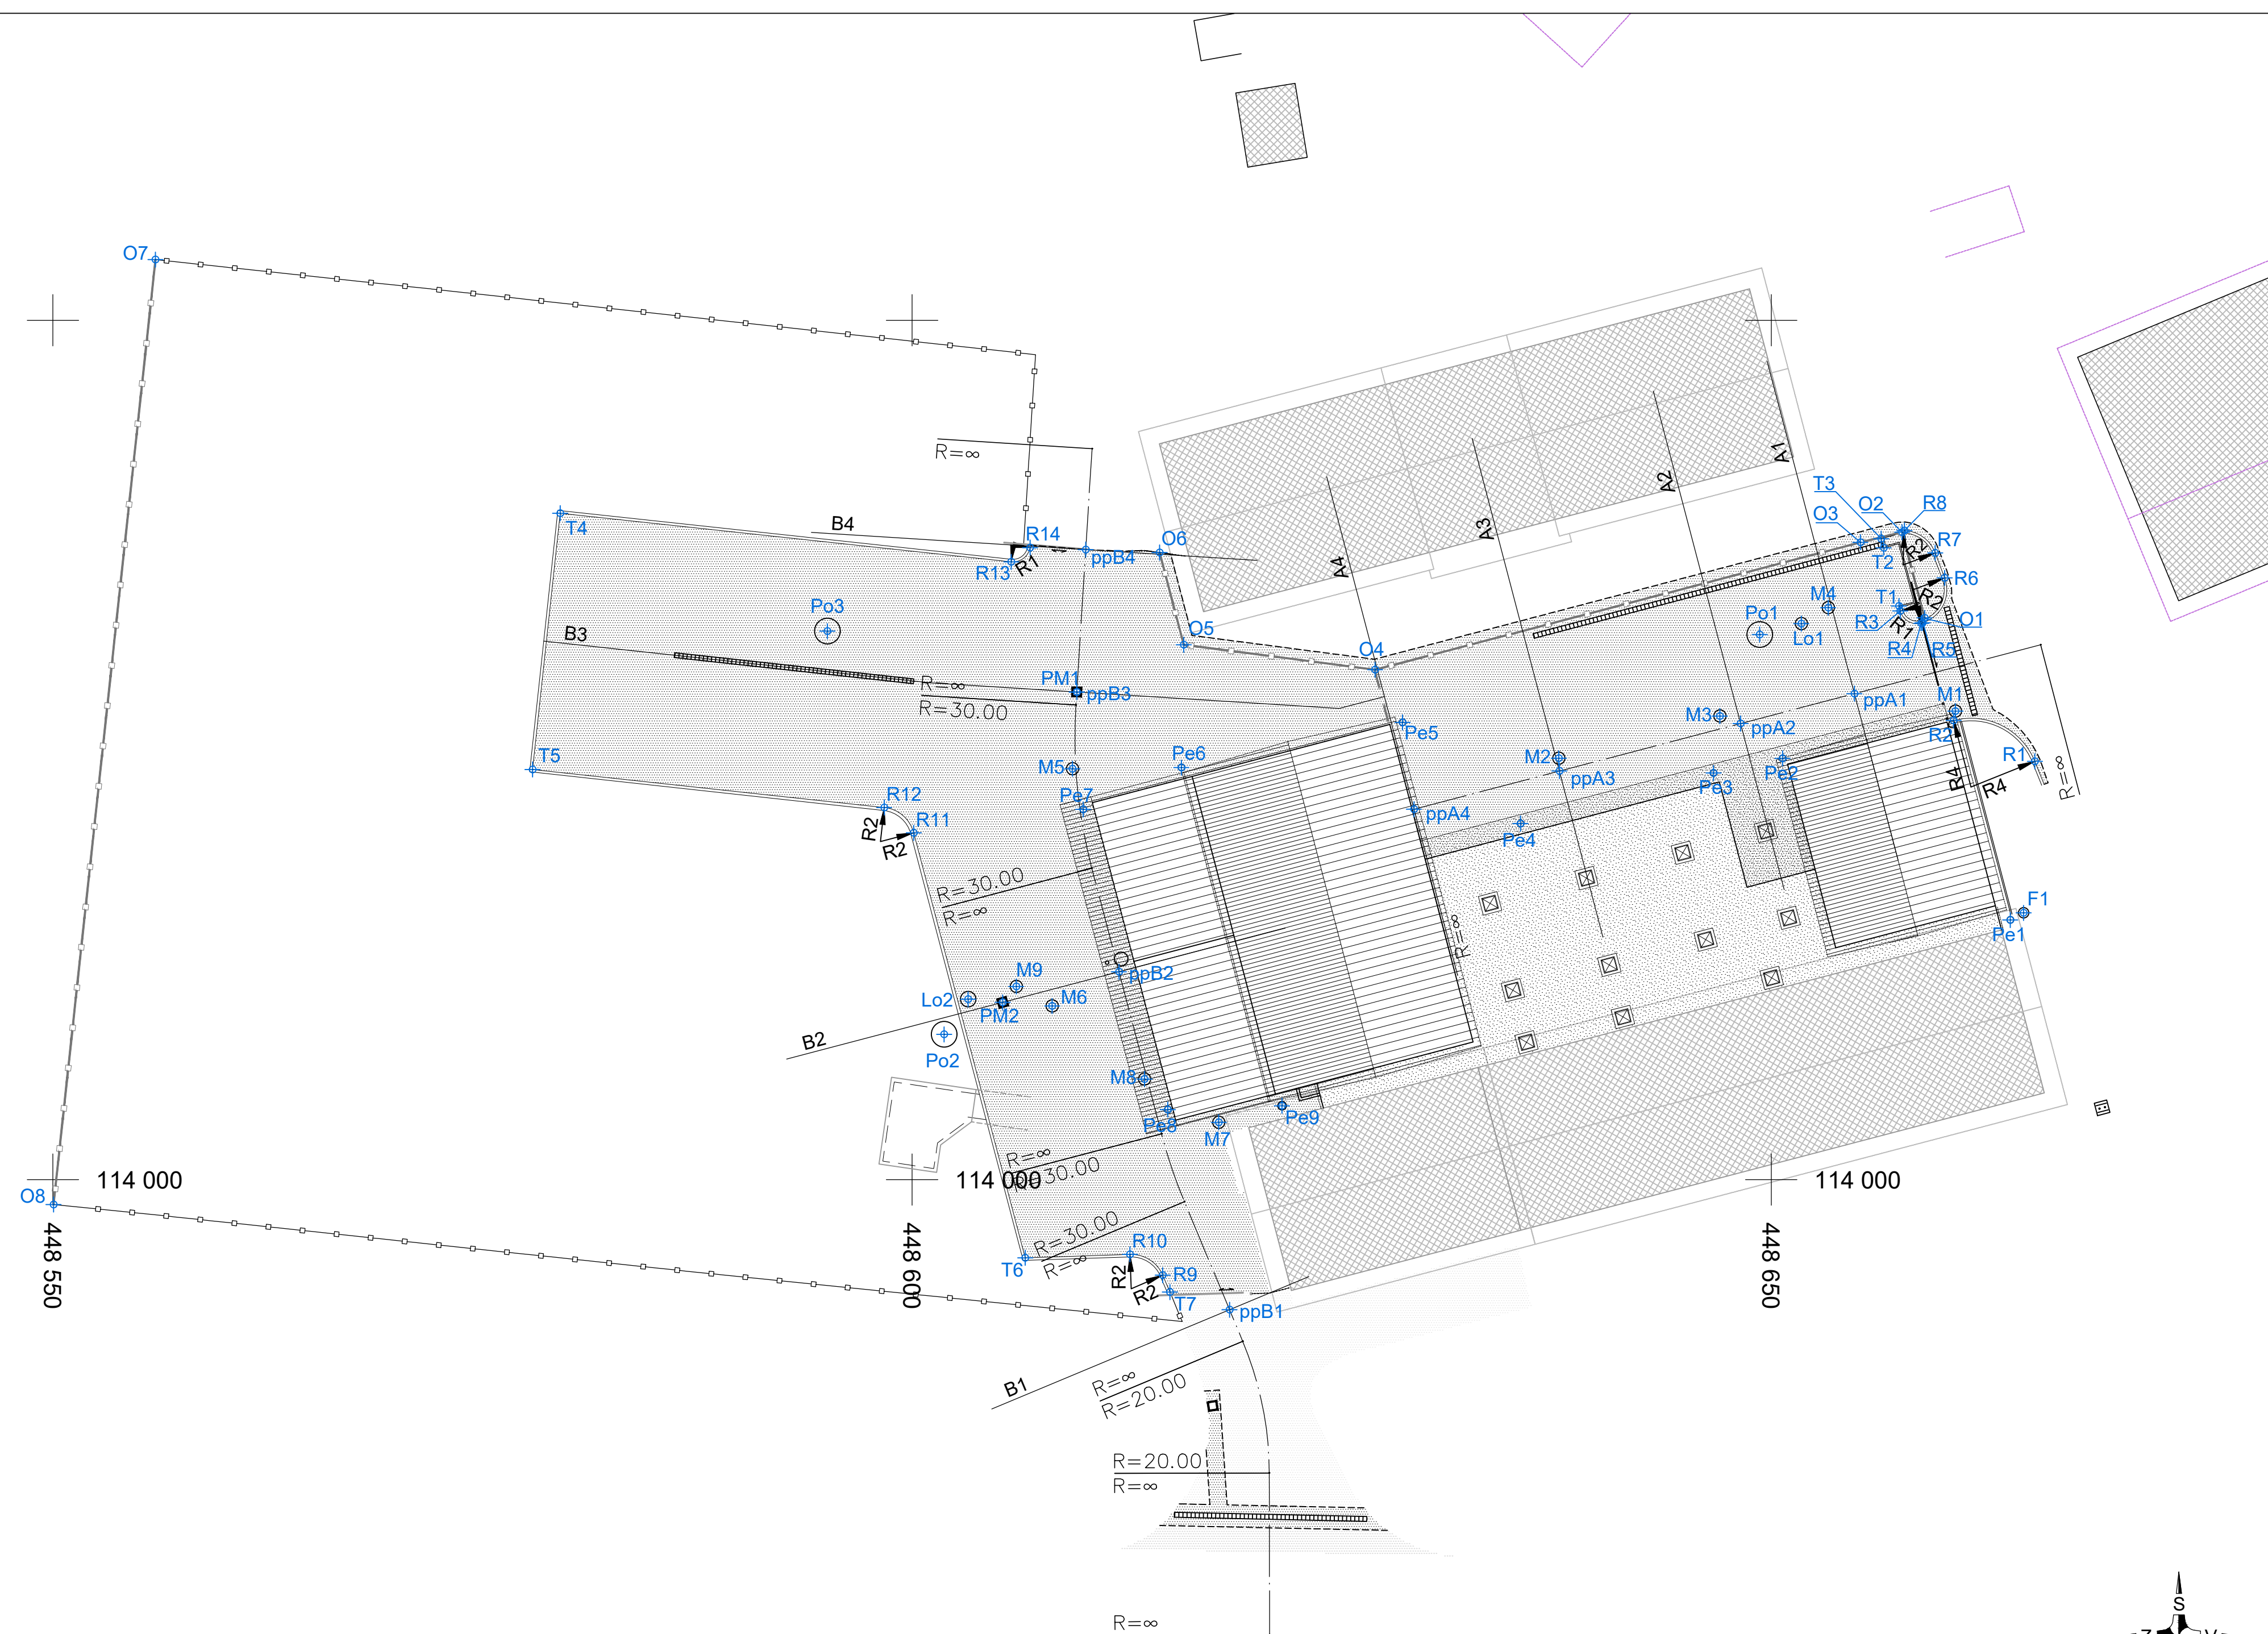 O7
R=∞
T4
B4
R14
R13
R1
ppB4
O6
A1
A2
A3
A4
T3
O2
R8
O3
R2
R7
T2
R6
R2
T1
M4
R3
R1
O1
Po1
Lo1
R4
R5
Po3
B3
O5
O4
PM1
ppB3
R=∞
R=30.00
ppA1
M1
R2
M3
ppA2
Pe5
T5
M5
Pe6
M2
ppA3
Pe3
Pe2
R4
R1
R4
R=∞
R12
R2
R11
R2
Pe7
ppA4
Pe4
R=30.00
R=∞
R=∞
F1
Pe1
ppB2
M9
Lo2
PM2
M6
B2
Po2
M8
Pe8
Pe9
M7
R=∞
R=30.00
114 000
114 000
114 000
O8
448 550
448 600
448 650
R=30.00
R=∞
R10
T6
R2
R9
R2
T7
ppB1
B1
R=∞
R=20.00
R=20.00
R=∞
R=∞
S
Z
V